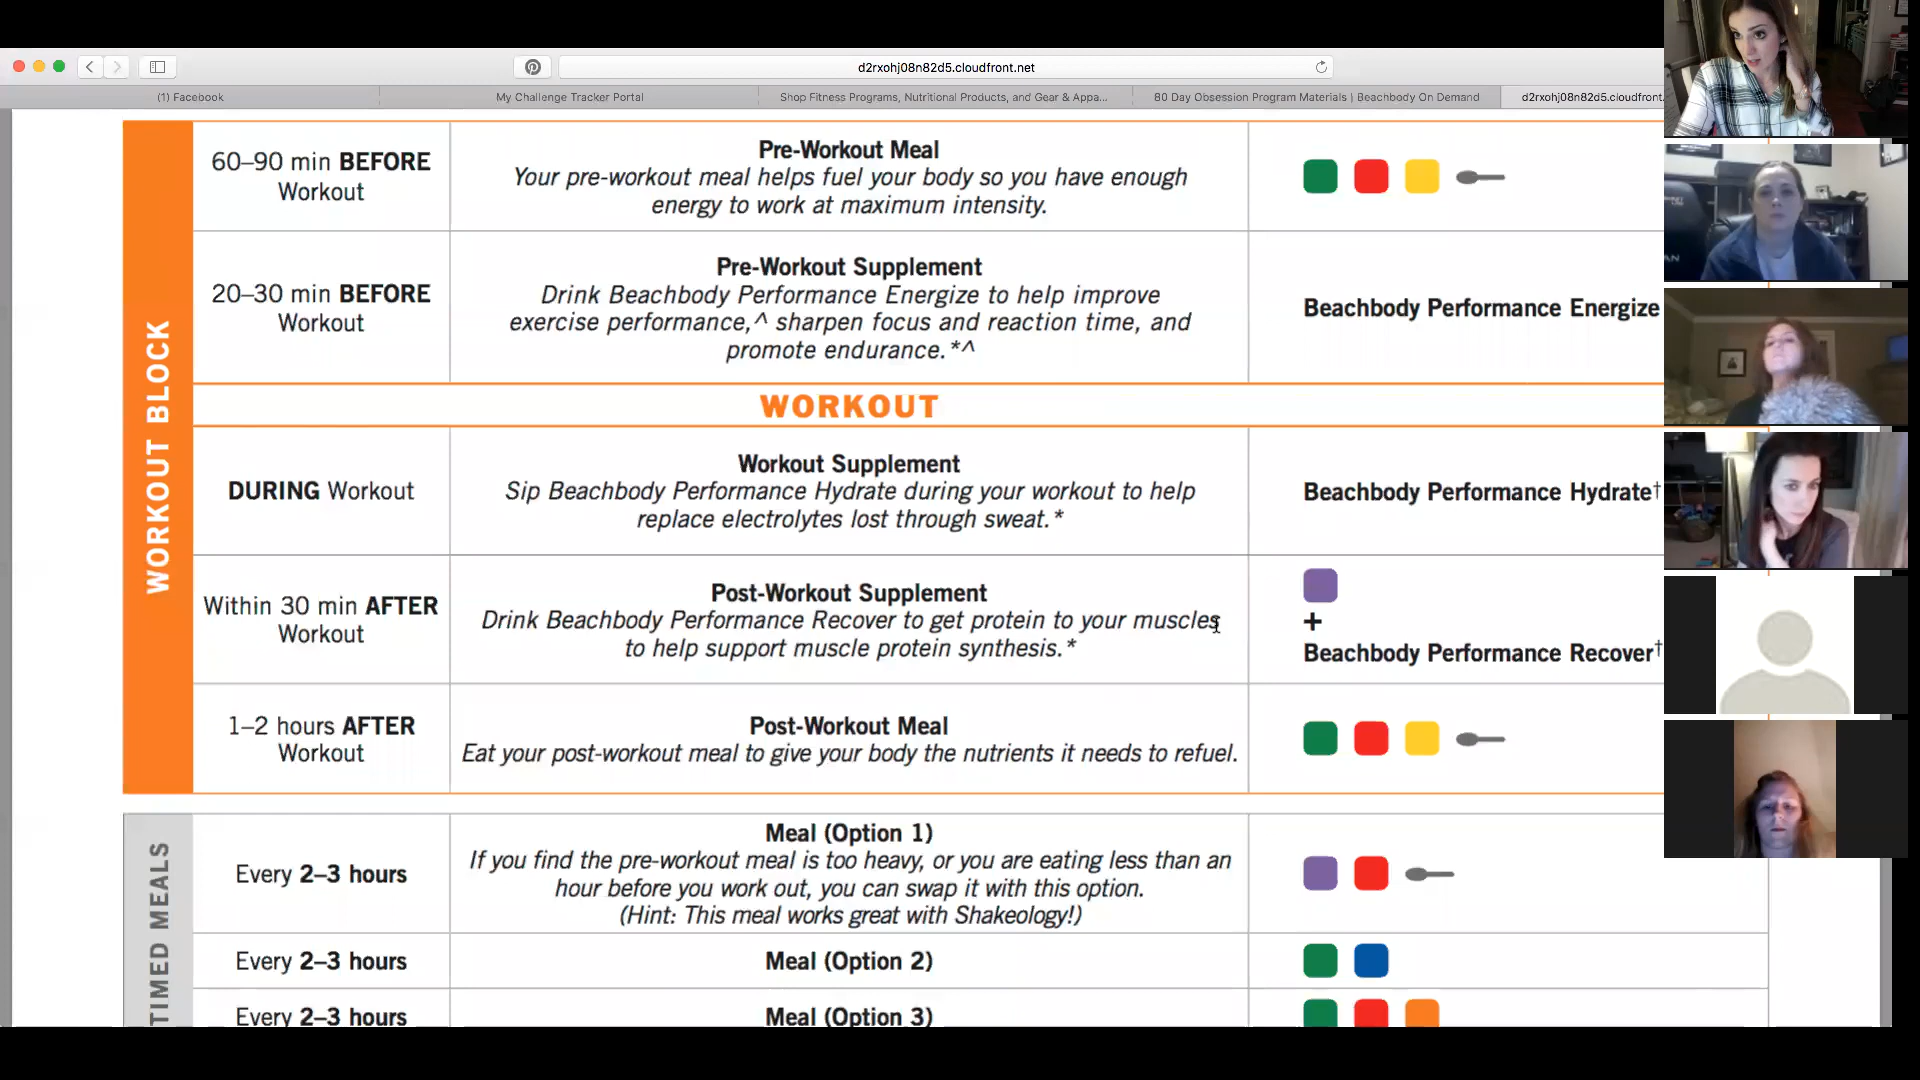 d2rxohj08n82d5.cloudfront.net
(1) Facebook
My Challenge Tracker Portal
Shop Fitness Programs, Nutritional Products, and Gear & Appa...
80 Day Obsession Program Materials | Beachbody On Demand
d2rxohj08n82d5.cloudfront.
WORKOUT BLOCK
60–90 min BEFORE
Workout
Pre-Workout Meal
Your pre-workout meal helps fuel your body so you have enough
energy to work at maximum intensity.
20–30 min BEFORE
Workout
Pre-Workout Supplement
Drink Beachbody Performance Energize to help improve
exercise performance,^ sharpen focus and reaction time, and
promote endurance.*^
Beachbody Performance Energize
WORKOUT
DURING Workout
Workout Supplement
Sip Beachbody Performance Hydrate during your workout to help
replace electrolytes lost through sweat.*
Beachbody Performance Hydrate†
Within 30 min AFTER
Workout
Post-Workout Supplement
Drink Beachbody Performance Recover to get protein to your muscles
to help support muscle protein synthesis.*
+
Beachbody Performance Recover†
1–2 hours AFTER
Workout
Post-Workout Meal
Eat your post-workout meal to give your body the nutrients it needs to refuel.
TIMED MEALS
Every 2–3 hours
Meal (Option 1)
If you find the pre-workout meal is too heavy, or you are eating less than an
hour before you work out, you can swap it with this option.
(Hint: This meal works great with Shakeology!)
Every 2–3 hours
Meal (Option 2)
Every 2–3 hours
Meal (Option 3)